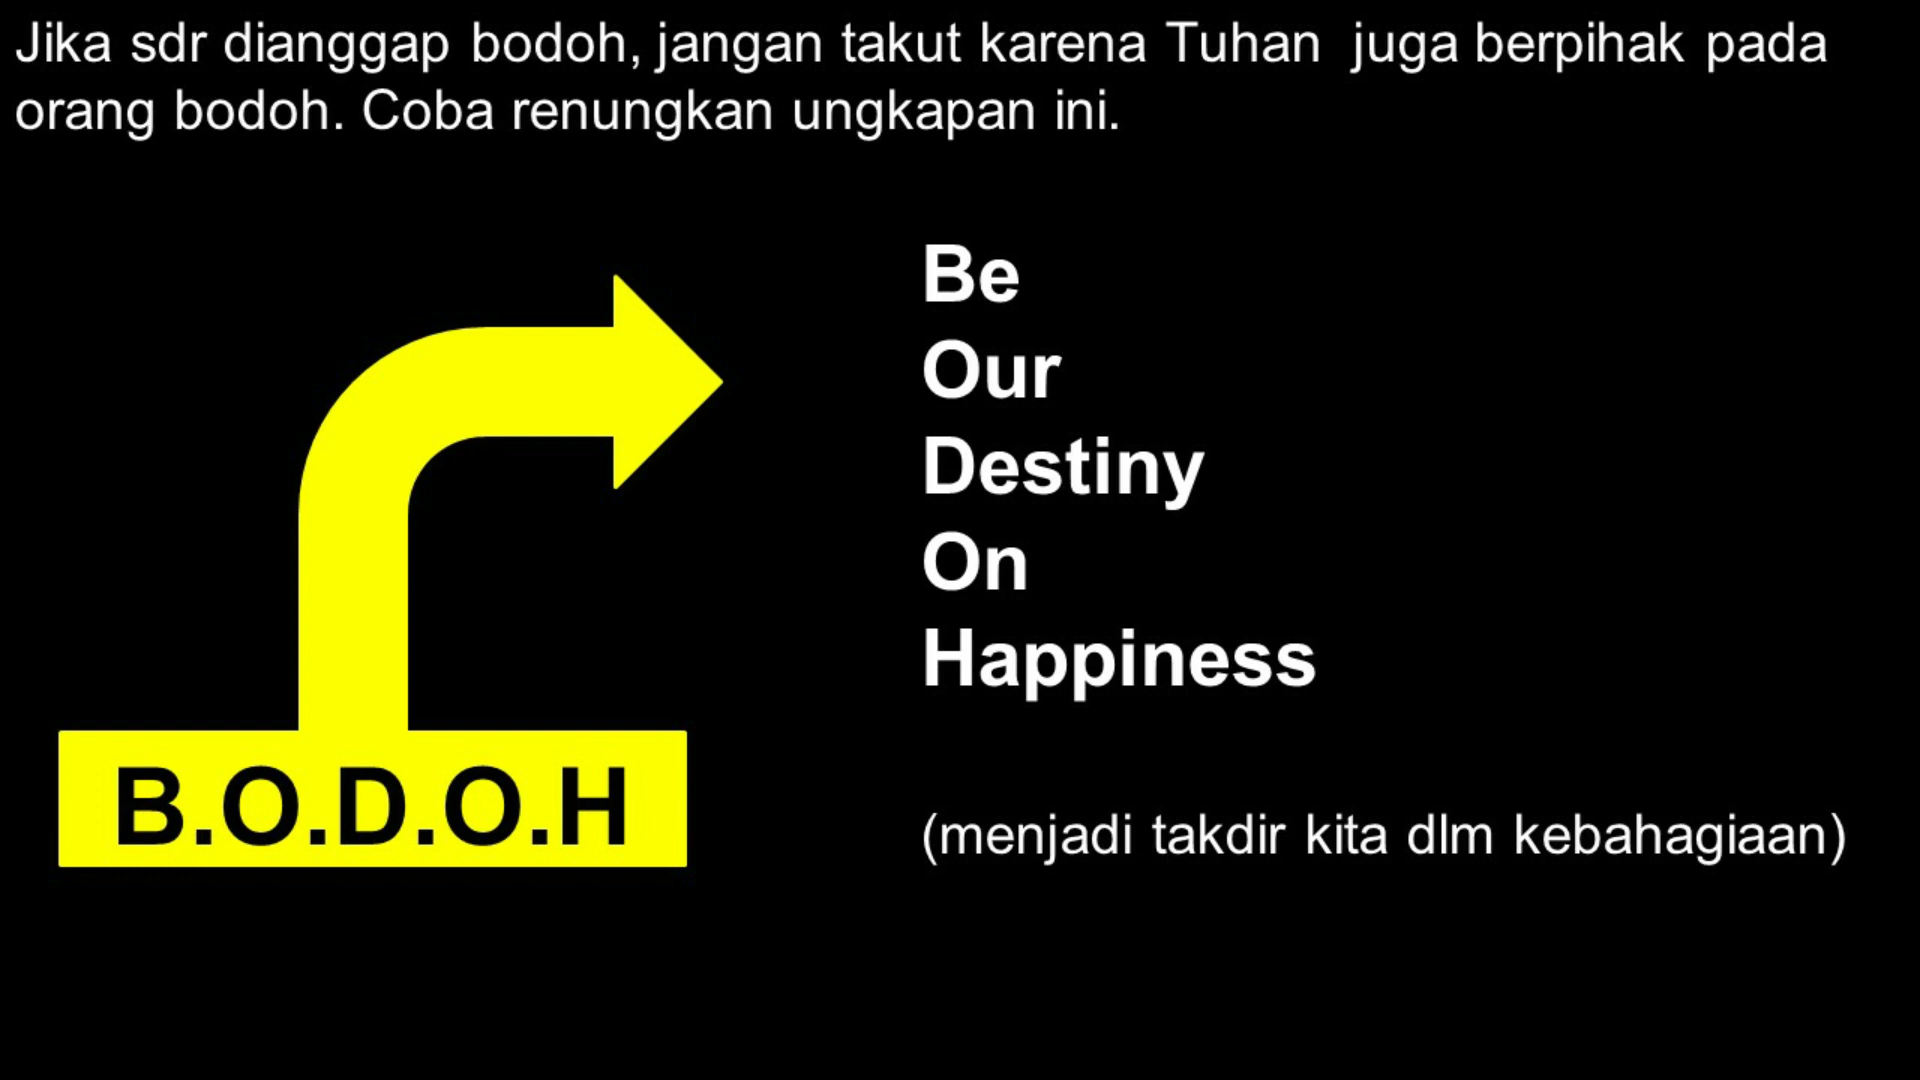 Jika sdr dianggap bodoh, jangan takut karena Tuhan  juga berpihak pada
orang bodoh. Coba renungkan ungkapan ini.
Be
Our
Destiny
On
Happiness
B.O.D.O.H
(menjadi takdir kita dlm kebahagiaan)